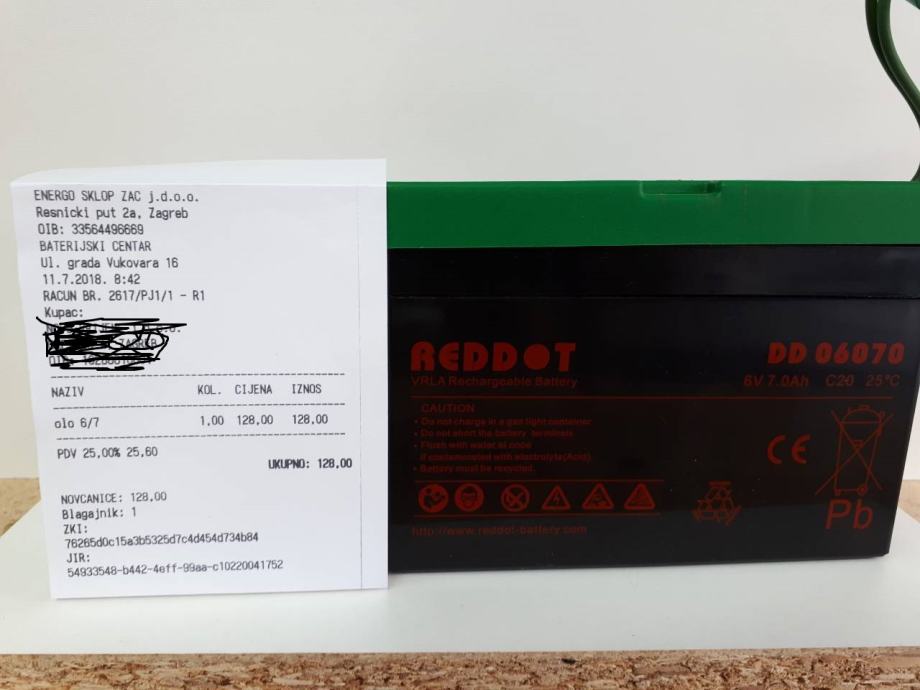 ENERGO SKLOP ZAC j.d.o.o.
Resnicki put 2a, Zagreb
OIB: 33564496669
BATERIJSKI CENTAR
Ul. grada Vukovara 16
11.7.2018. 8:42
RACUN BR. 2617/PJ1/1 - R1
Kupac:
ZAGREB
NAZIV KOL. CIJENA IZNOS
olo 6/7 1,00 128,00 128,00
PDV 25,00% 25,60
UKUPNO: 128,00
NOVCANICE: 128,00
Blagajnik: 1
ZKI:
76265d0c15a3b5325d7c4d454d734b84
JIR:
54933548-b442-4eff-99aa-c10220041752
REDDOT
VRLA Rechargeable Battery
DD 06070
6V 7.0Ah C20 25°C
CAUTION
• Do not charge in a gas tight container
• Do not short the battery terminals
• Flush with water at once
if contaminated with electrolyte(Acid).
• Battery must be recycled.
CE
Pb
http://www.reddot-battery.com